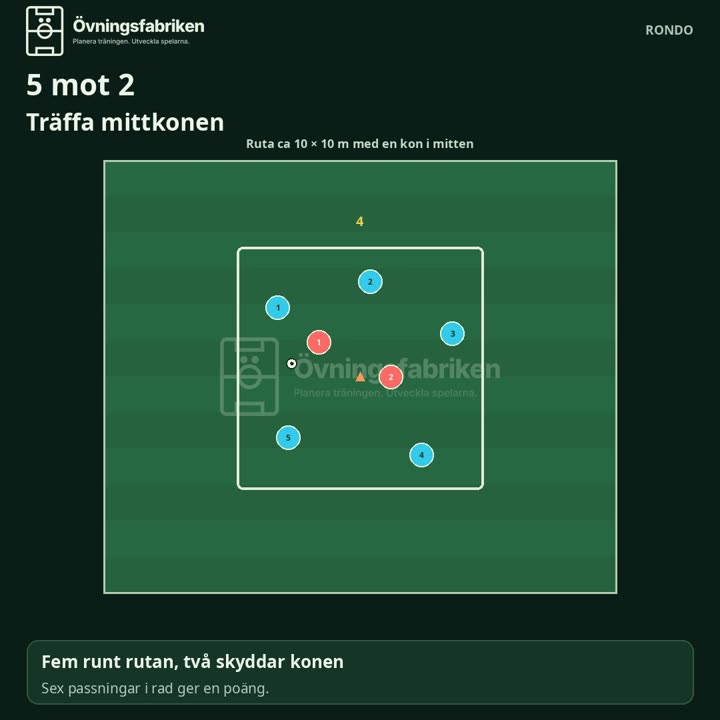 Övningsfabriken
Planera träningen. Utveckla spelarna.
RONDO
5 mot 2
Träffa mittkonen
Ruta ca 10 × 10 m med en kon i mitten
4
2
1
3
1
Övningsfabriken
2
Planera träningen. Utveckla spelarna.
5
4
Fem runt rutan, två skyddar konen
Sex passningar i rad ger en poäng.